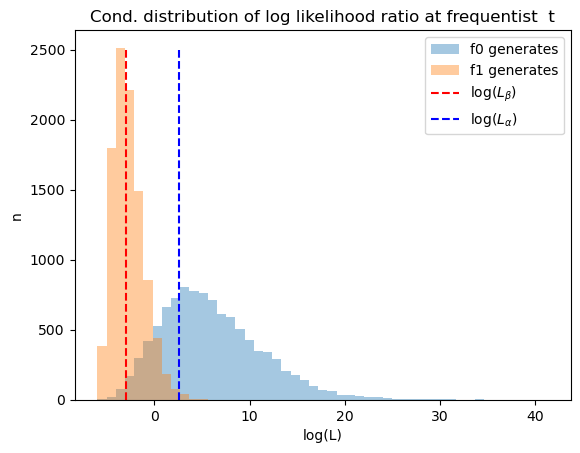 Cond. distribution of log likelihood ratio at frequentist  t
f0 generates
f1 generates
log(L_β)
log(L_α)
n
2500
2000
1500
1000
500
0
0 10 20 30 40
log(L)